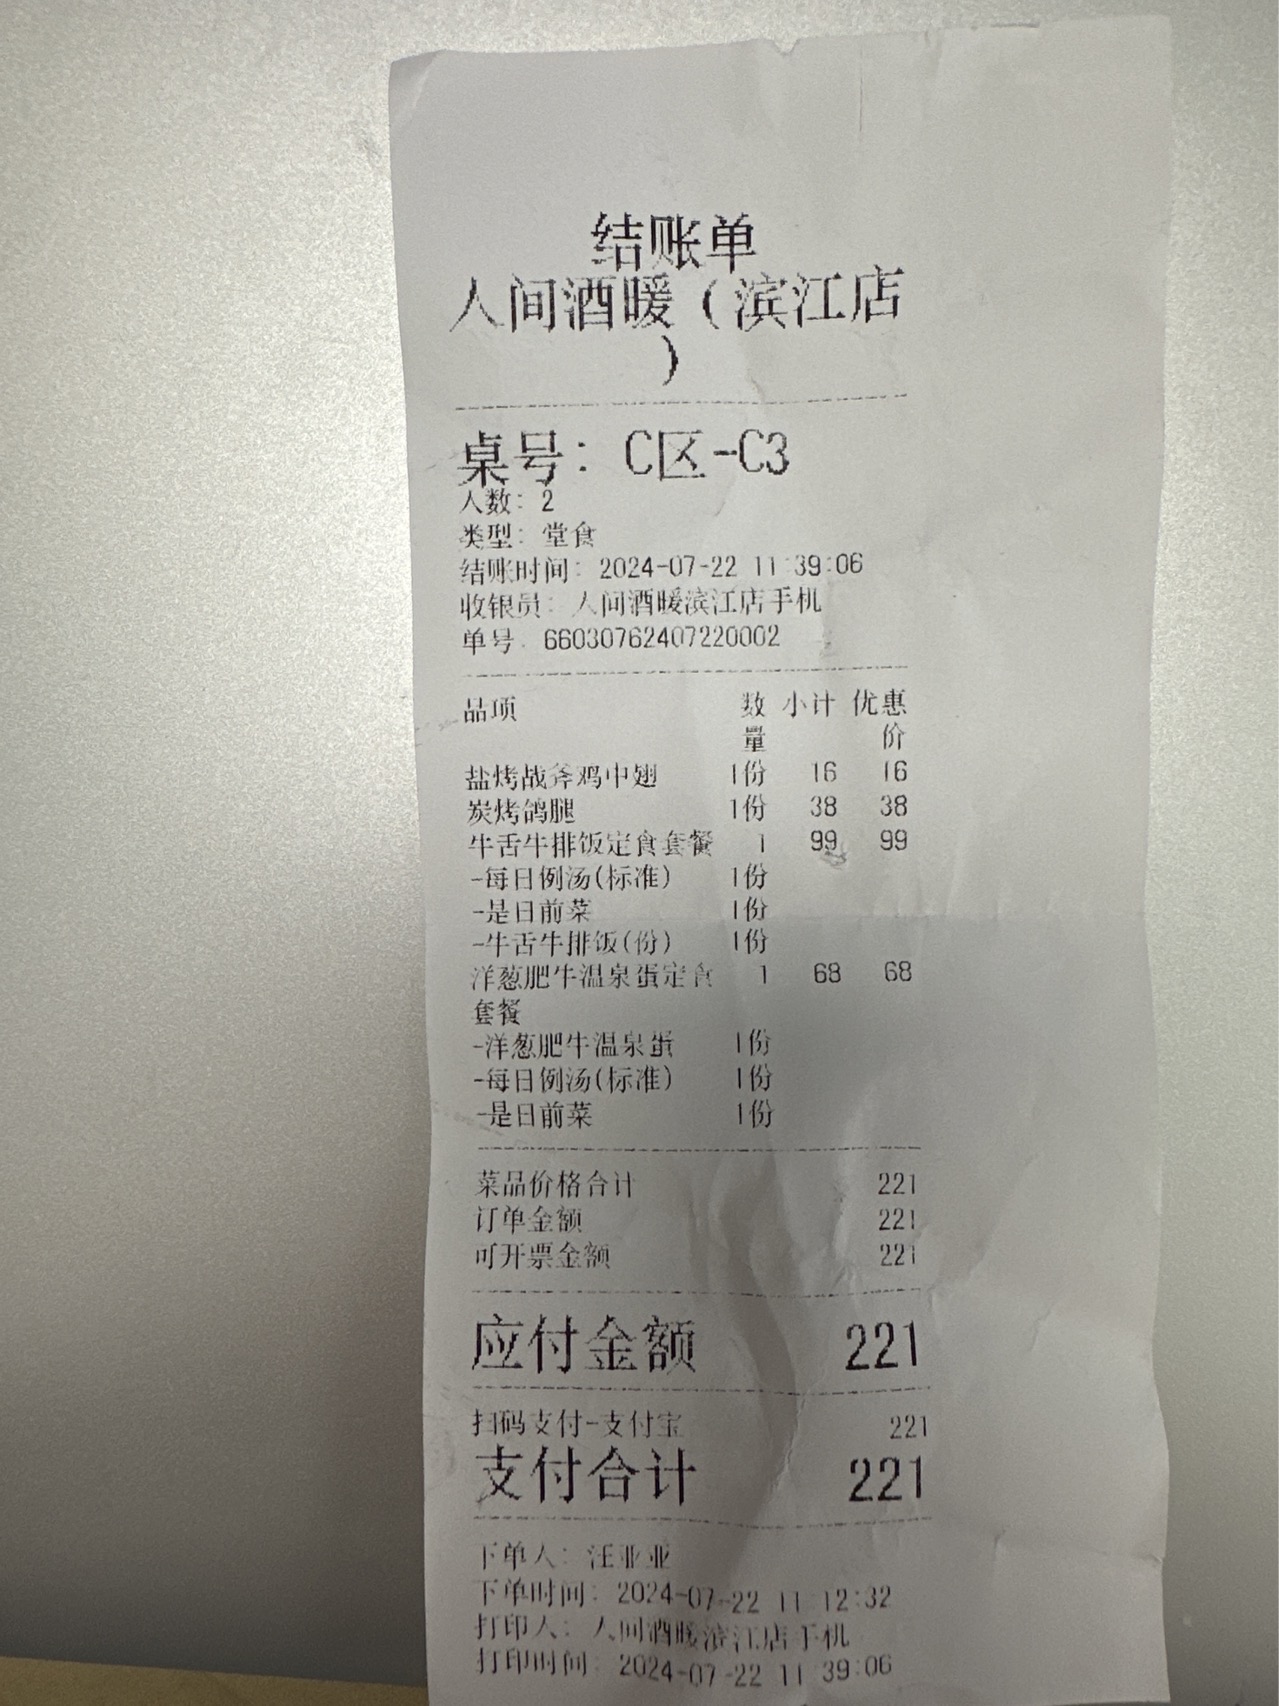 结账单
人间酒暖（滨江店
）
桌号：C区-C3
人数：2
类型：堂食
结账时间：2024-07-22 11:39:06
收银员：人间酒暖滨江店手机
单号：66030762407220002
品项 数 小计 优惠
量 价
盐烤战斧鸡中翅 1份 16 16
炭烤鸽腿 1份 38 38
牛舌牛排饭定食套餐 1 99 99
-每日例汤(标准) 1份
-是日前菜 1份
-牛舌牛排饭(份) 1份
洋葱肥牛温泉蛋定食 1 68 68
套餐
-洋葱肥牛温泉蛋 1份
-每日例汤(标准) 1份
-是日前菜 1份
菜品价格合计 221
订单金额 221
可开票金额 221
应付金额 221
扫码支付-支付宝 221
支付合计 221
下单人：汪亚亚
下单时间：2024-07-22 11:12:32
打印人：人间酒暖滨江店手机
打印时间：2024-07-22 11:39:06